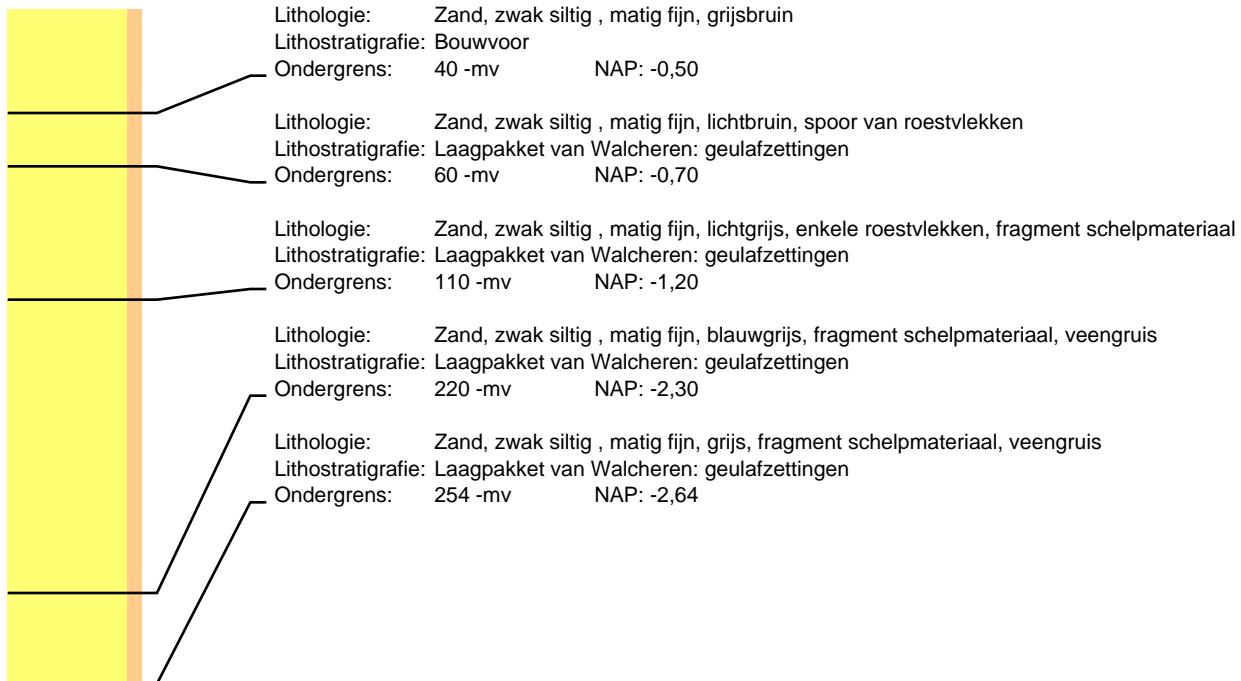 Lithologie: Zand, zwak siltig , matig fijn, grijsbruin
Lithostratigrafie: Bouwvoor
Ondergrens: 40 -mv NAP: -0,50
Lithologie: Zand, zwak siltig , matig fijn, lichtbruin, spoor van roestvlekken
Lithostratigrafie: Laagpakket van Walcheren: geulafzettingen
Ondergrens: 60 -mv NAP: -0,70
Lithologie: Zand, zwak siltig , matig fijn, lichtgrijs, enkele roestvlekken, fragment schelpmateriaal
Lithostratigrafie: Laagpakket van Walcheren: geulafzettingen
Ondergrens: 110 -mv NAP: -1,20
Lithologie: Zand, zwak siltig , matig fijn, blauwgrijs, fragment schelpmateriaal, veengruis
Lithostratigrafie: Laagpakket van Walcheren: geulafzettingen
Ondergrens: 220 -mv NAP: -2,30
Lithologie: Zand, zwak siltig , matig fijn, grijs, fragment schelpmateriaal, veengruis
Lithostratigrafie: Laagpakket van Walcheren: geulafzettingen
Ondergrens: 254 -mv NAP: -2,64